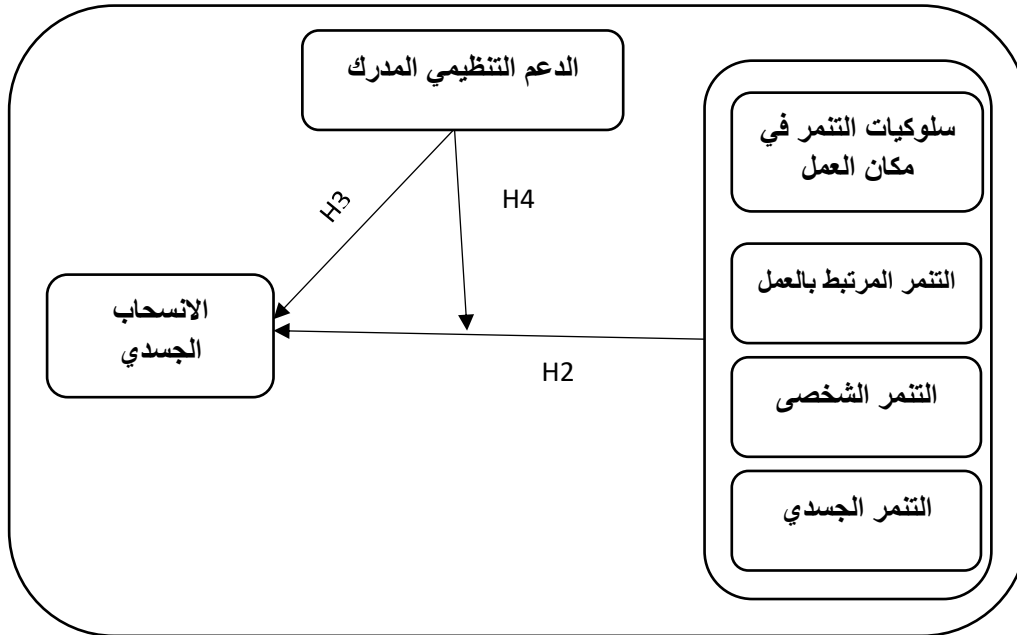 الدعم التنظيمي المدرك
سلوكيات التنمر في
مكان العمل
H3
H4
التنمر المرتبط بالعمل
الانسحاب
الجسدي
H2
التنمر الشخصى
التنمر الجسدي